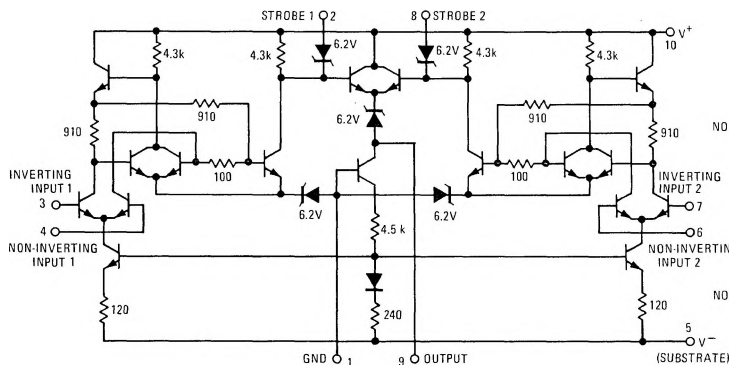 STROBE 1 2
8 STROBE 2
V+
10
4.3k
4.3k
6.2V
6.2V
4.3k
4.3k
910
910
6.2V
910
910
NO
100
100
INVERTING
INPUT 1
3
4
NON-INVERTING
INPUT 1
6.2V
6.2V
4.5 k
INVERTING
INPUT 2
7
6
NON-INVERTING
INPUT 2
NO
120
240
120
5
V−
(SUBSTRATE)
GND 1
9 OUTPUT